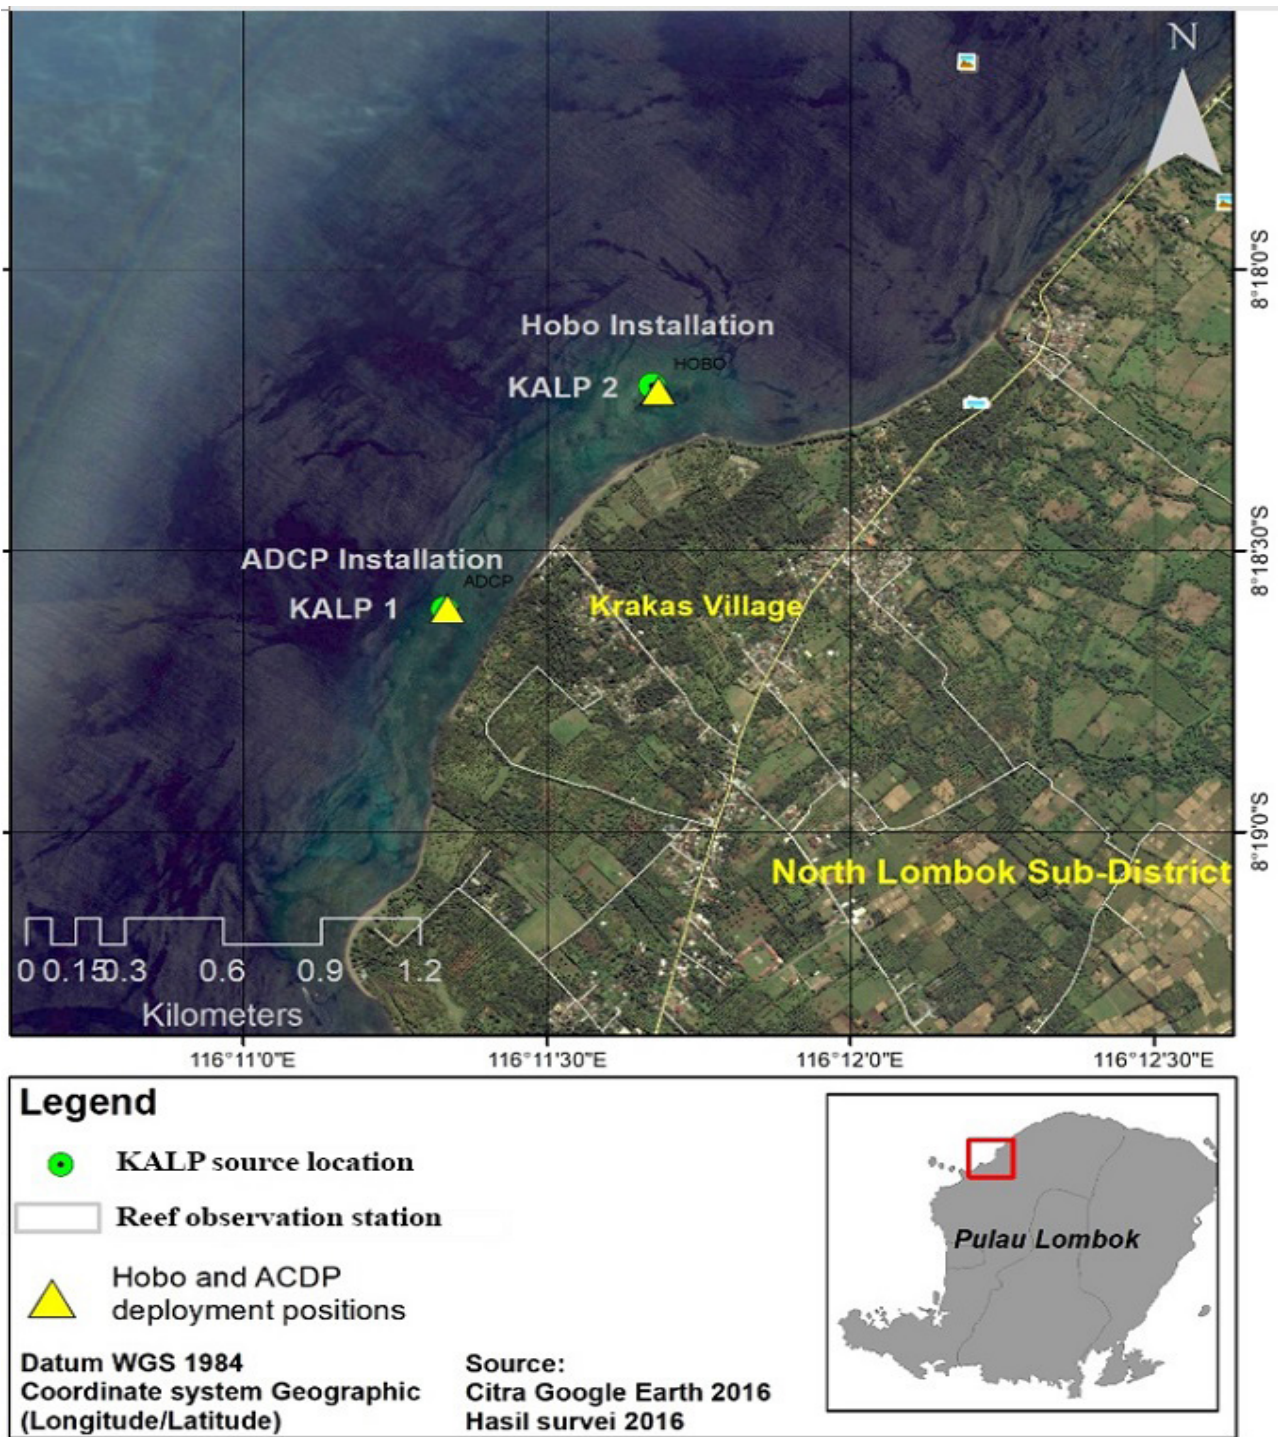 N
8°18'0"S
Hobo Installation
HOBO
KALP 2
8°18'30"S
ADCP Installation
ADCP
KALP 1
Krakas Village
8°19'0"S
North Lombok Sub-District
0 0.15 0.3 0.6 0.9 1.2
Kilometers
116°11'0"E 116°11'30"E 116°12'0"E 116°12'30"E
Legend
KALP source location
Reef observation station
Hobo and ACDP
deployment positions
Datum WGS 1984
Coordinate system Geographic
(Longitude/Latitude)
Source:
Citra Google Earth 2016
Hasil survei 2016
Pulau Lombok